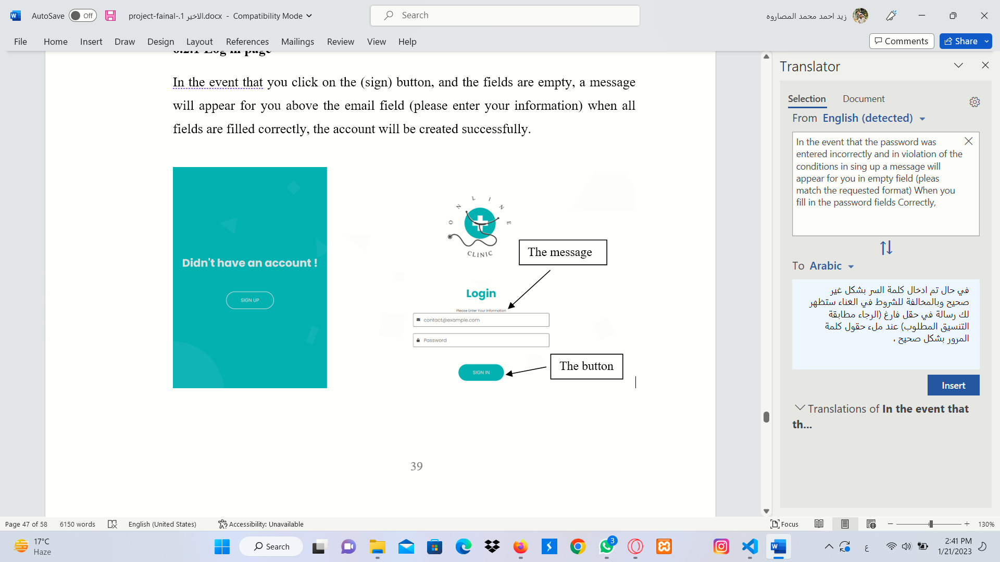 AutoSave
Off
project-fainal-.1 الاخير.docx - Compatibility Mode
Search
زيد احمد محمد المصاروه
File
Home
Insert
Draw
Design
Layout
References
Mailings
Review
View
Help
Comments
Share
In the event that you click on the (sign) button, and the fields are empty, a message
will appear for you above the email field (please enter your information) when all
fields are filled correctly, the account will be created successfully.
Didn't have an account !
SIGN UP
ONLINE
CLINIC
The message
Login
Please Enter Your Information
contact@example.com
Password
SIGN IN
The button
39
Translator
Selection
Document
From English (detected)
In the event that the password was
entered incorrectly and in violation of the
conditions in sing up a message will
appear for you in empty field (pleas
match the requested format) When you
fill in the password fields Correctly,
To Arabic
في حال تم ادخال كلمة السر بشكل غير
صحيح وبالمخالفة للشروط في الغناء ستظهر
لك رسالة في حقل فارغ (الرجاء مطابقة
التنسيق المطلوب) عند ملء حقول كلمة
المرور بشكل صحيح ،
Insert
Translations of In the event that
th...
Page 47 of 58
6150 words
English (United States)
Accessibility: Unavailable
Focus
130%
17°C
Haze
Search
3
ع
2:41 PM
1/21/2023